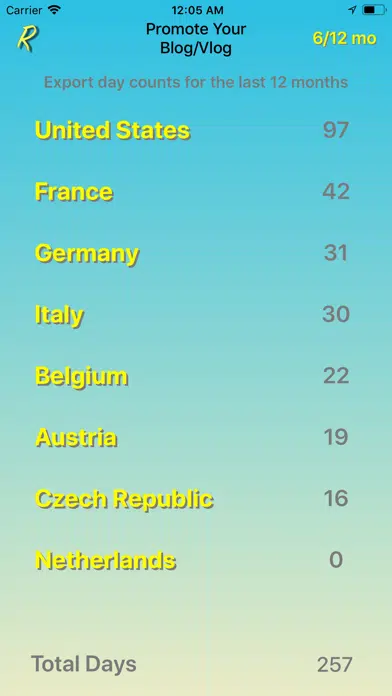 Carrier 12:05 AM
R Promote Your 6/12 mo
Blog/Vlog
Export day counts for the last 12 months
United States 97
France 42
Germany 31
Italy 30
Belgium 22
Austria 19
Czech Republic 16
Netherlands 0
Total Days 257